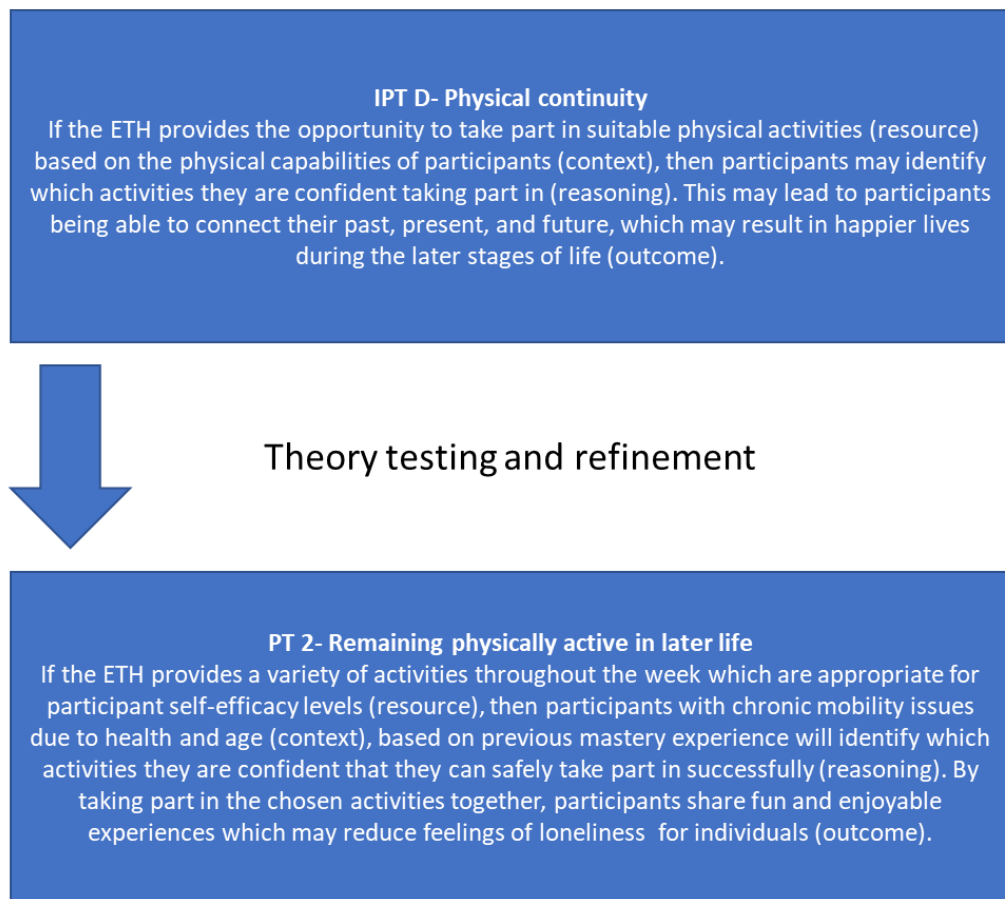 IPT D- Physical continuity
If the ETH provides the opportunity to take part in suitable physical activities (resource)
based on the physical capabilities of participants (context), then participants may identify
which activities they are confident taking part in (reasoning). This may lead to participants
being able to connect their past, present, and future, which may result in happier lives
during the later stages of life (outcome).
Theory testing and refinement
PT 2- Remaining physically active in later life
If the ETH provides a variety of activities throughout the week which are appropriate for
participant self-efficacy levels (resource), then participants with chronic mobility issues
due to health and age (context), based on previous mastery experience will identify which
activities they are confident that they can safely take part in successfully (reasoning). By
taking part in the chosen activities together, participants share fun and enjoyable
experiences which may reduce feelings of loneliness for individuals (outcome).